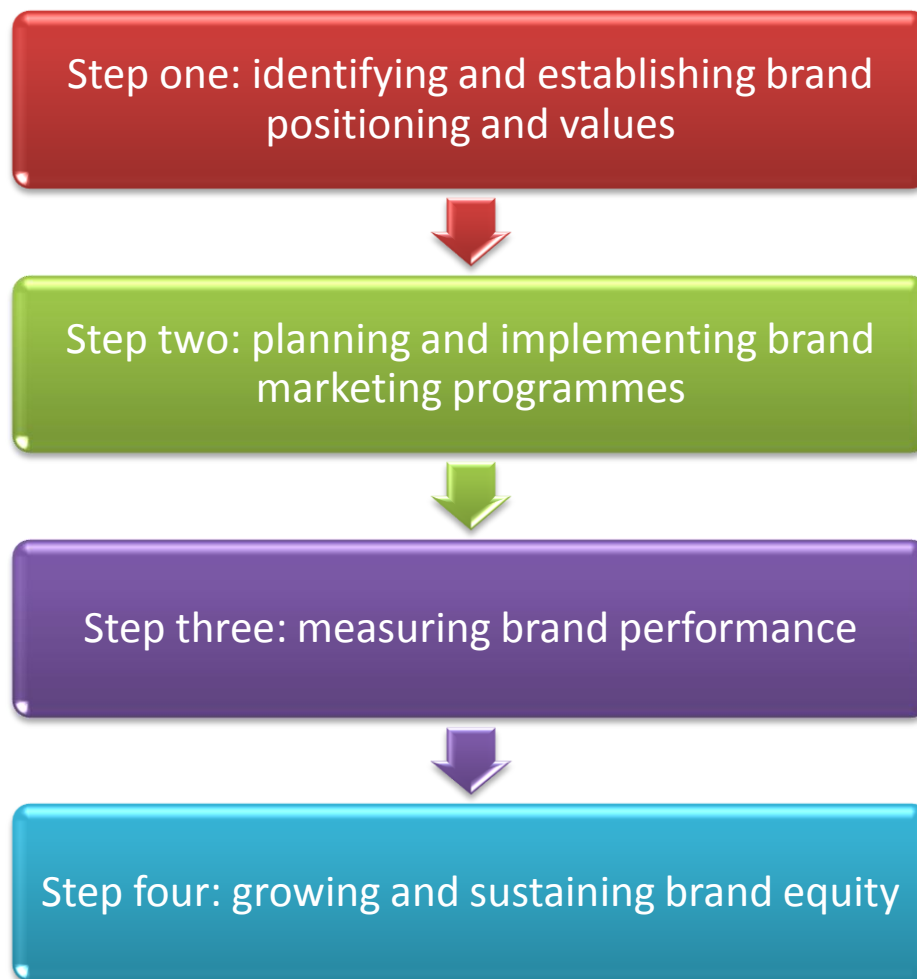 Step one: identifying and establishing brand
positioning and values
Step two: planning and implementing brand
marketing programmes
Step three: measuring brand performance
Step four: growing and sustaining brand equity